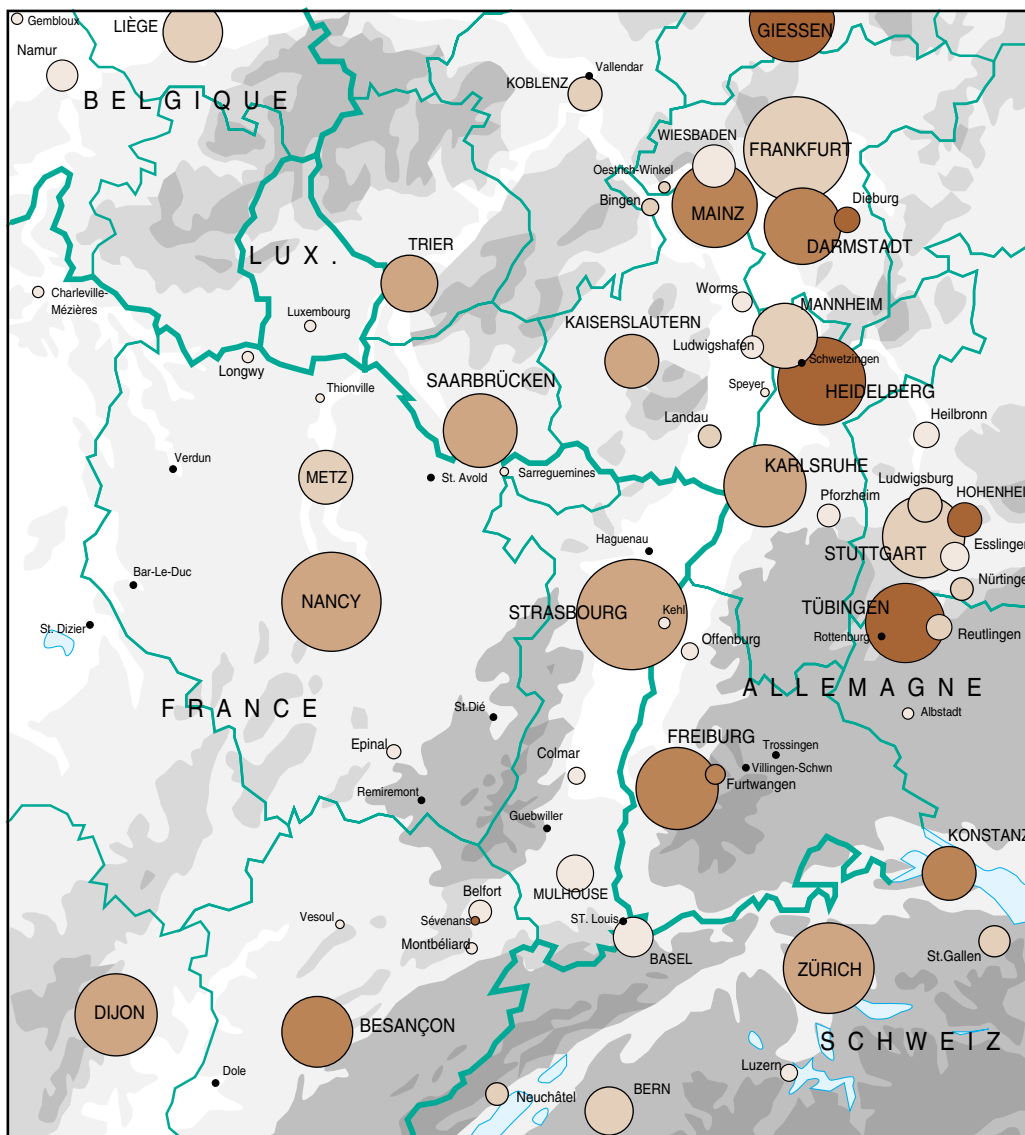 Gembloux
LIÈGE
GIESSEN
Namur
Vallendar
KOBLENZ
BELGIQUE
WIESBADEN
FRANKFURT
Oestrich-Winkel
Bingen
MAINZ
Dieburg
DARMSTADT
TRIER
LUX.
Charleville-
Mézières
Luxembourg
Worms
MANNHEIM
KAISERSLAUTERN
Ludwigshafen
Schwetzingen
Longwy
Thionville
SAARBRÜCKEN
Speyer
HEIDELBERG
Landau
Heilbronn
Verdun
METZ
St. Avold
Sarreguemines
KARLSRUHE
Ludwigsburg
Pforzheim
HOHENHEI
Haguenau
STUTTGART
Esslingen
Bar-Le-Duc
Nürtinge
NANCY
STRASBOURG
Kehl
TÜBINGEN
St. Dizier
Rottenburg
Reutlingen
Offenburg
ALLEMAGNE
FRANCE
St.Dié
Albstadt
FREIBURG
Epinal
Colmar
Trossingen
Villingen-Schwn
Furtwangen
Remiremont
Guebwiller
KONSTANZ
MULHOUSE
Belfort
Vesoul
Sévenans
ST. Louis
Montbéliard
BASEL
St.Gallen
ZÜRICH
DIJON
BESANÇON
SCHWEIZ
Dole
Luzern
Neuchâtel
BERN